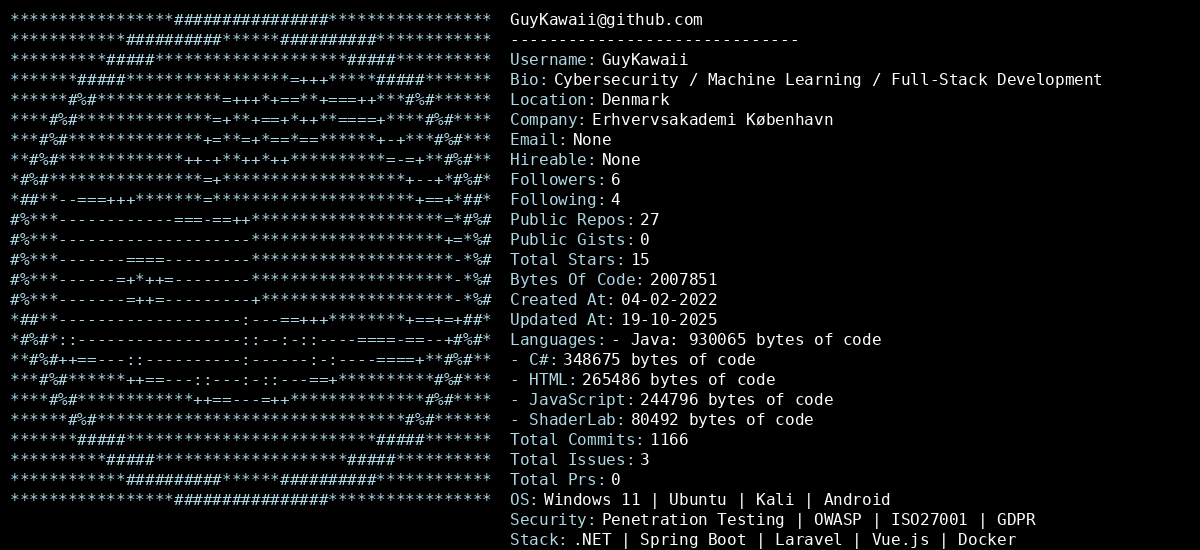 GuyKawaii@github.com
------------------------------
Username: GuyKawaii
Bio: Cybersecurity / Machine Learning / Full-Stack Development
Location: Denmark
Company: Erhvervsakademi København
Email: None
Hireable: None
Followers: 6
Following: 4
Public Repos: 27
Public Gists: 0
Total Stars: 15
Bytes Of Code: 2007851
Created At: 04-02-2022
Updated At: 19-10-2025
Languages: - Java: 930065 bytes of code
- C#: 348675 bytes of code
- HTML: 265486 bytes of code
- JavaScript: 244796 bytes of code
- ShaderLab: 80492 bytes of code
Total Commits: 1166
Total Issues: 3
Total Prs: 0
OS: Windows 11 | Ubuntu | Kali | Android
Security: Penetration Testing | OWASP | ISO27001 | GDPR
Stack: .NET | Spring Boot | Laravel | Vue.js | Docker